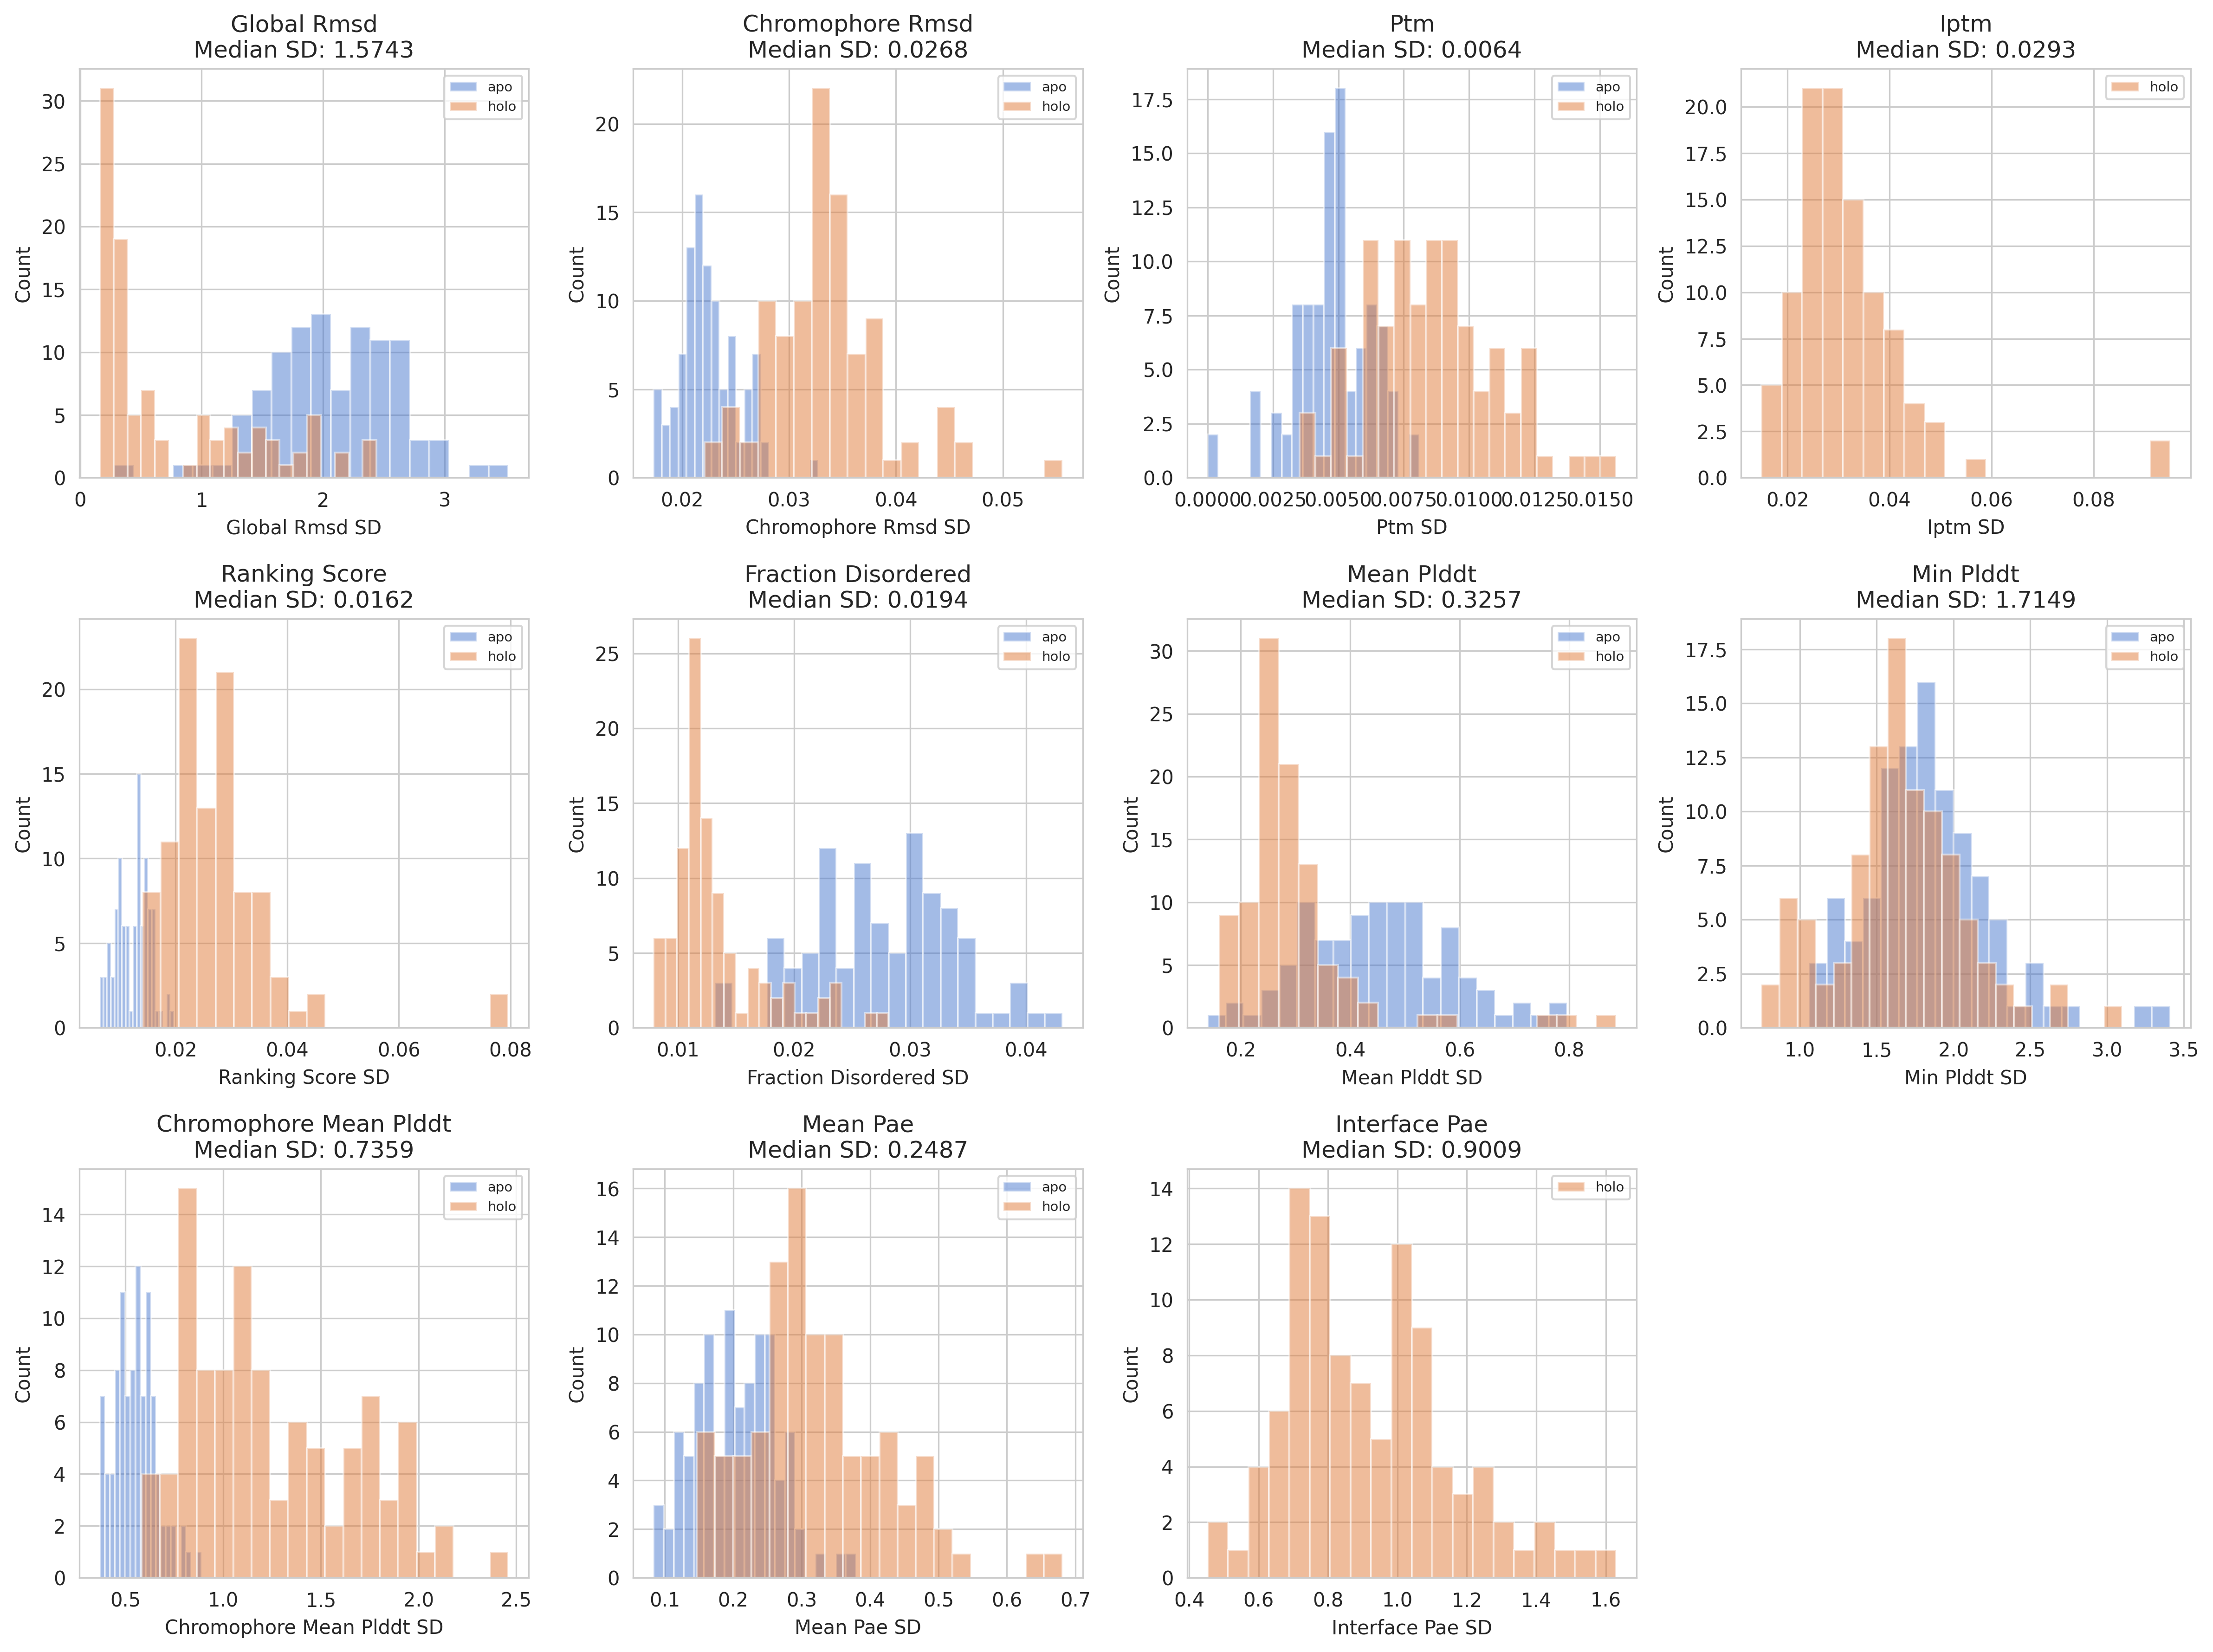 Global Rmsd
Median SD: 1.5743
apo
holo
30
25
20
15
10
5
0
Count
0
1
2
3
Global Rmsd SD
Chromophore Rmsd
Median SD: 0.0268
apo
holo
20
15
10
5
0
Count
0.02
0.03
0.04
0.05
Chromophore Rmsd SD
Ptm
Median SD: 0.0064
apo
holo
17.5
15.0
12.5
10.0
7.5
5.0
2.5
0.0
Count
0.0000
0.0025
0.0050
0.0075
0.0100
0.0125
0.0150
Ptm SD
Iptm
Median SD: 0.0293
holo
20.0
17.5
15.0
12.5
10.0
7.5
5.0
2.5
0.0
Count
0.02
0.04
0.06
0.08
Iptm SD
Ranking Score
Median SD: 0.0162
apo
holo
20
15
10
5
0
Count
0.02
0.04
0.06
0.08
Ranking Score SD
Fraction Disordered
Median SD: 0.0194
apo
holo
25
20
15
10
5
0
Count
0.01
0.02
0.03
0.04
Fraction Disordered SD
Mean Plddt
Median SD: 0.3257
apo
holo
30
25
20
15
10
5
0
Count
0.2
0.4
0.6
0.8
Mean Plddt SD
Min Plddt
Median SD: 1.7149
apo
holo
17.5
15.0
12.5
10.0
7.5
5.0
2.5
0.0
Count
1.0
1.5
2.0
2.5
3.0
3.5
Min Plddt SD
Chromophore Mean Plddt
Median SD: 0.7359
apo
holo
14
12
10
8
6
4
2
0
Count
0.5
1.0
1.5
2.0
2.5
Chromophore Mean Plddt SD
Mean Pae
Median SD: 0.2487
apo
holo
16
14
12
10
8
6
4
2
0
Count
0.1
0.2
0.3
0.4
0.5
0.6
0.7
Mean Pae SD
Interface Pae
Median SD: 0.9009
holo
14
12
10
8
6
4
2
0
Count
0.4
0.6
0.8
1.0
1.2
1.4
1.6
Interface Pae SD